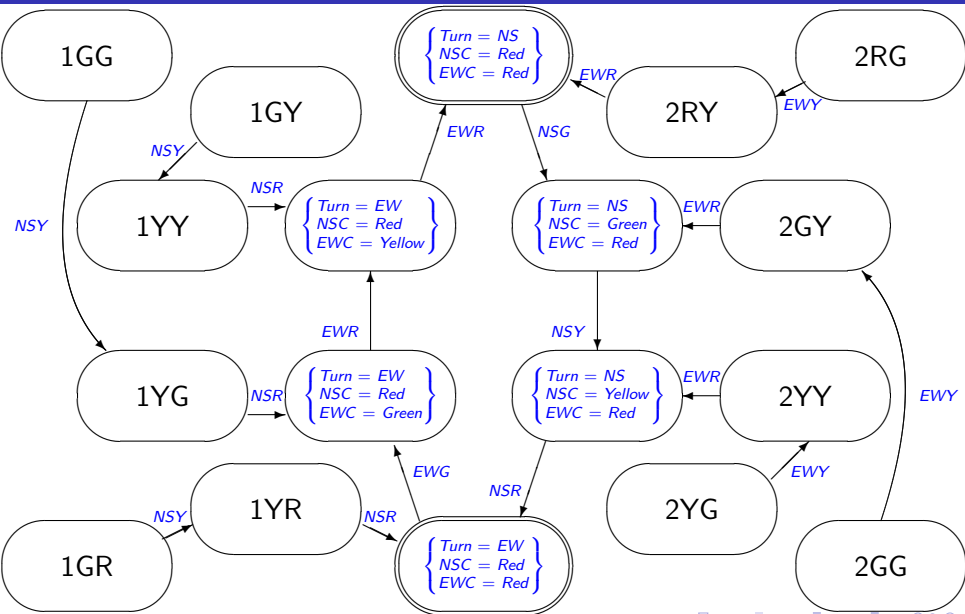 1GG
{Turn = NS
NSC = Red
EWC = Red}
2RG
1GY
EWR
2RY
EWY
NSY
EWR
NSG
NSY
1YY
NSR
{Turn = EW
NSC = Red
EWC = Yellow}
{Turn = NS
NSC = Green
EWC = Red}
EWR
2GY
EWR
NSY
1YG
NSR
{Turn = EW
NSC = Red
EWC = Green}
{Turn = NS
NSC = Yellow
EWC = Red}
EWR
2YY
EWY
EWG
NSR
EWY
1GR
NSY
1YR
NSR
{Turn = EW
NSC = Red
EWC = Red}
2YG
2GG